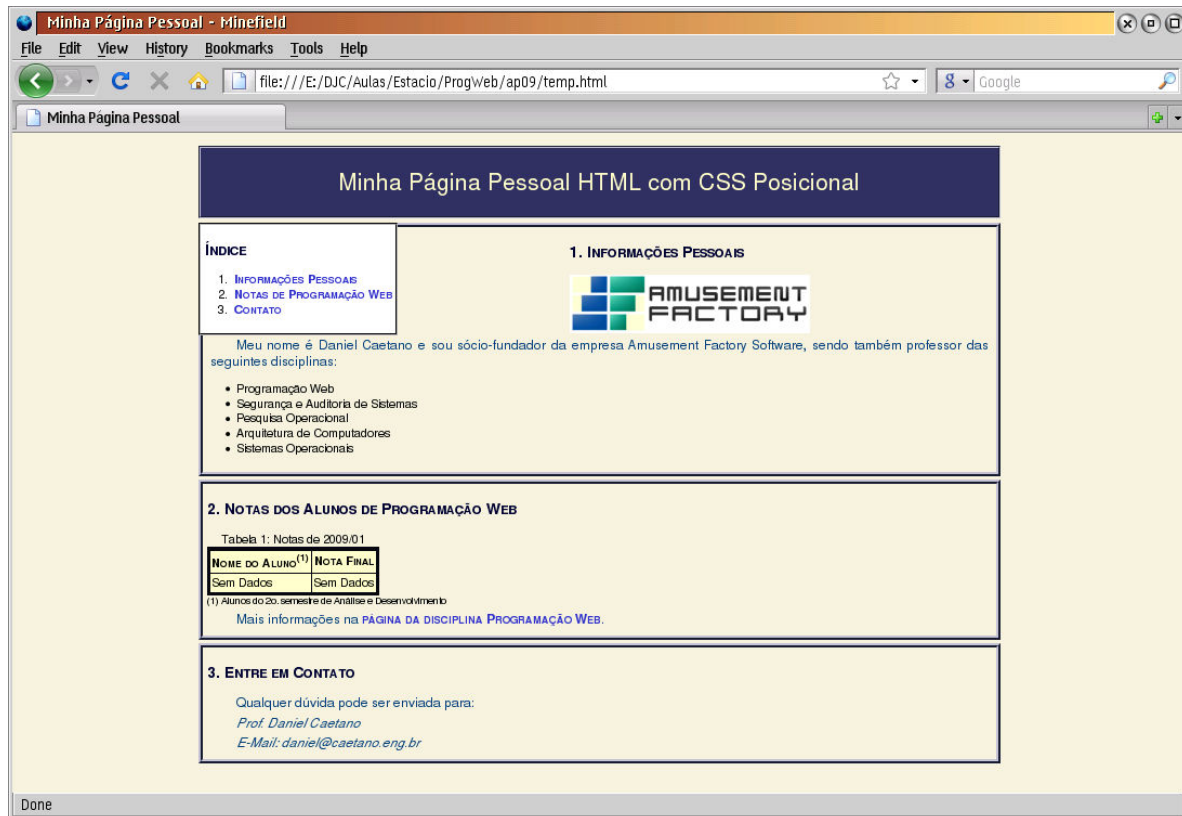 Minha Página Pessoal - Minefield
File Edit View History Bookmarks Tools Help
file:///E:/DJC/Aulas/Estacio/ProgWeb/ap09/temp.html
Google
Minha Página Pessoal
Minha Página Pessoal HTML com CSS Posicional
Índice
1. Informações Pessoais
2. Notas de Programação Web
3. Contato
1. Informações Pessoais
AMUSEMENT
FACTORY
Meu nome é Daniel Caetano e sou sócio-fundador da empresa Amusement Factory Software, sendo também professor das
seguintes disciplinas:
• Programação Web
• Segurança e Auditoria de Sistemas
• Pesquisa Operacional
• Arquitetura de Computadores
• Sistemas Operacionais
2. Notas dos Alunos de Programação Web
Tabela 1: Notas de 2009/01
Nome do Aluno(1) Nota Final
Sem Dados Sem Dados
(1) Alunos do 2o. semestre de Análise e Desenvolvimento
Mais informações na página da disciplina Programação Web.
3. Entre em Contato
Qualquer dúvida pode ser enviada para:
Prof. Daniel Caetano
E-Mail: daniel@caetano.eng.br
Done